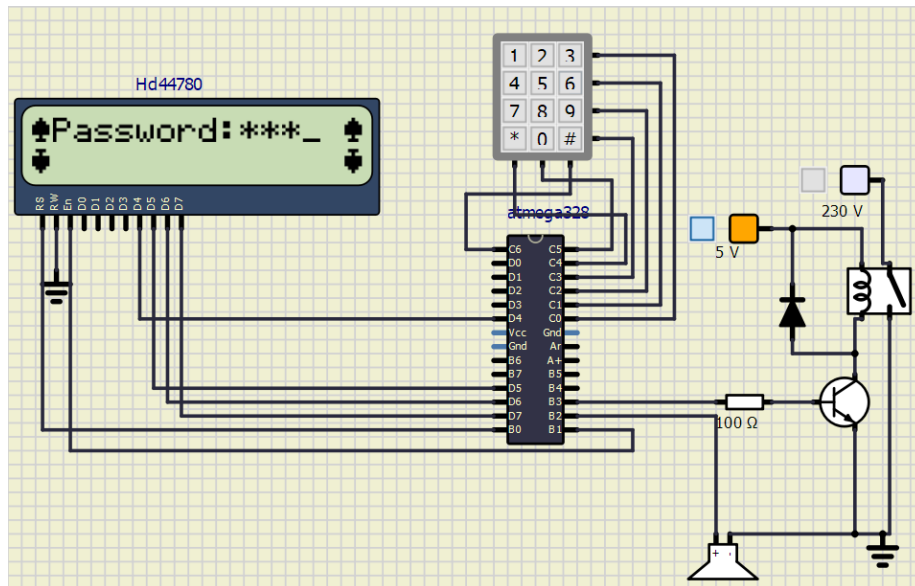 Hd44780
Password:***_
RS RW En D0 D1 D2 D3 D4 D5 D6 D7
1 2 3
4 5 6
7 8 9
* 0 #
atmega328
C6 C5
D0 C4
D1 C3
D2 C2
D3 C1
D4 C0
Vcc Gnd
Gnd Ar
B6 A+
B7 B5
D5 B4
D6 B3
D7 B2
B0 B1
230 V
5 V
100 Ω
+ -